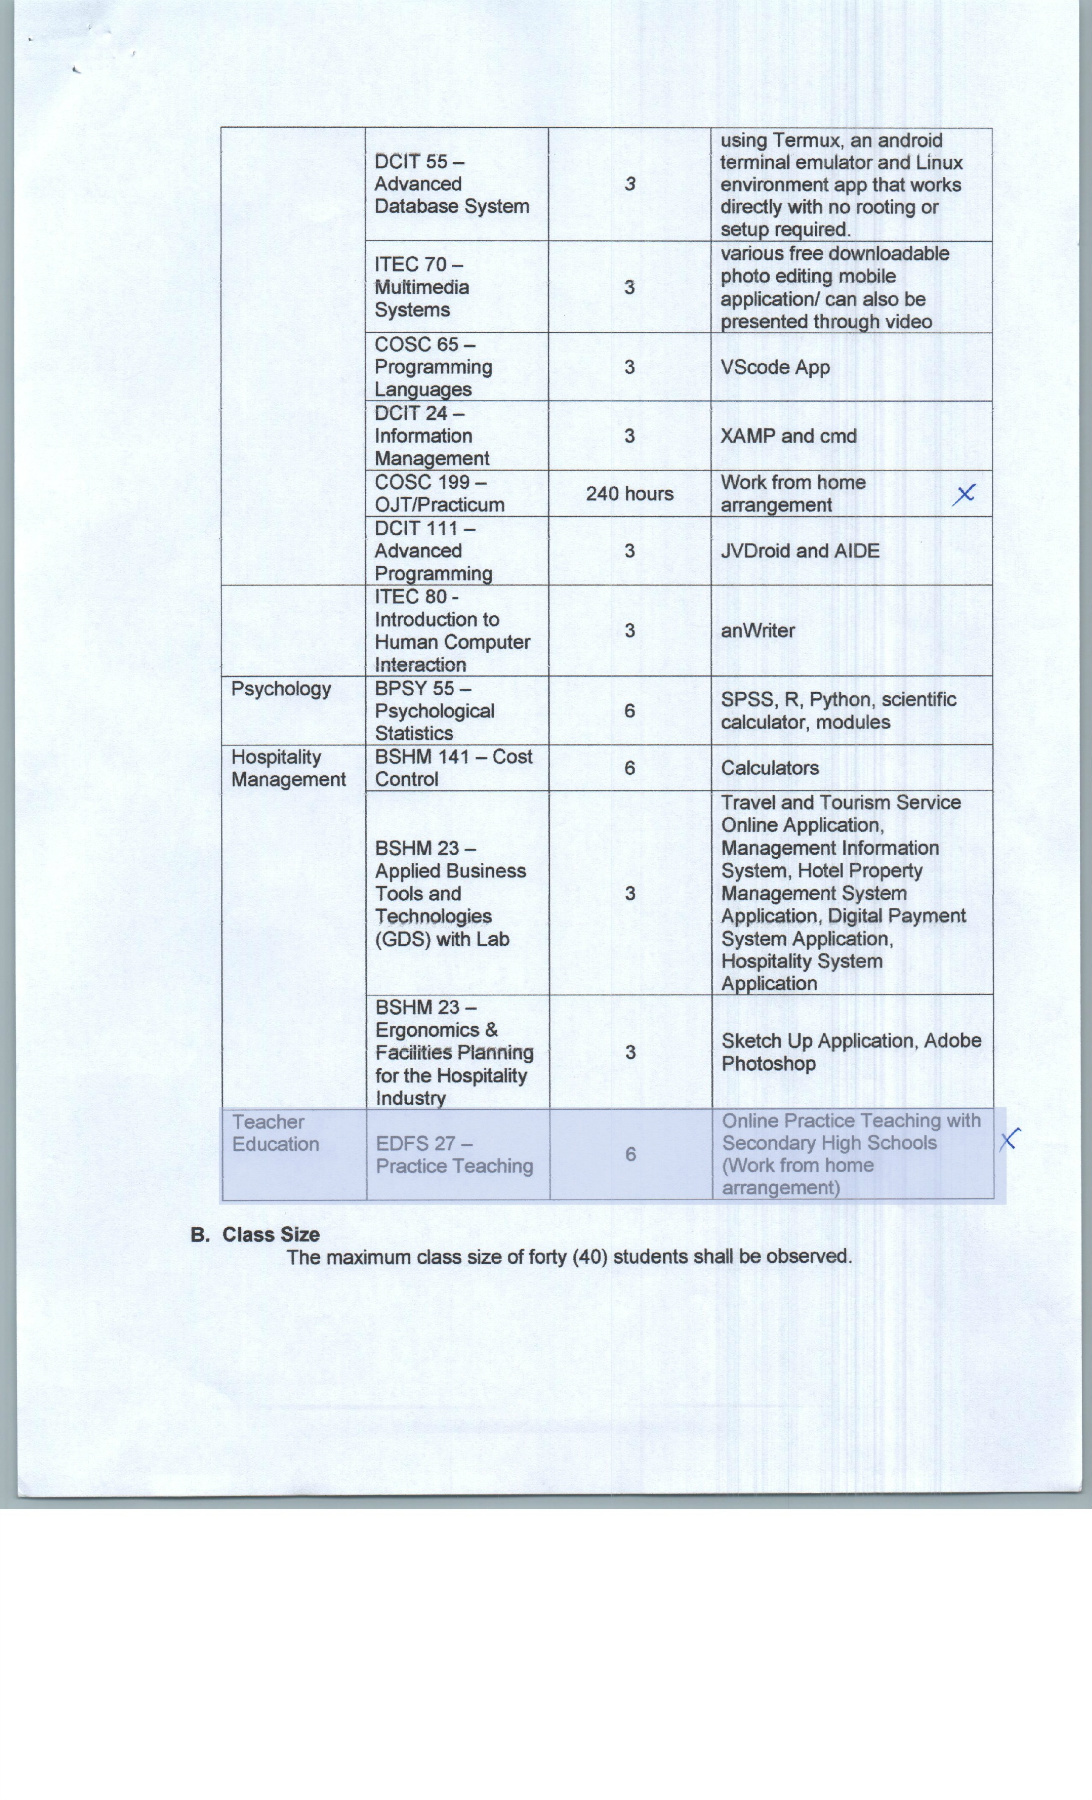 using Termux, an android
terminal emulator and Linux
environment app that works
directly with no rooting or
setup required.
DCIT 55 –
Advanced
Database System
3
various free downloadable
photo editing mobile
application/ can also be
presented through video
ITEC 70 –
Multimedia
Systems
3
COSC 65 –
Programming
Languages
3
VScode App
DCIT 24 –
Information
Management
3
XAMP and cmd
COSC 199 –
OJT/Practicum
240 hours
Work from home
arrangement
X
DCIT 111 –
Advanced
Programming
3
JVDroid and AIDE
ITEC 80 -
Introduction to
Human Computer
Interaction
3
anWriter
Psychology
BPSY 55 –
Psychological
Statistics
6
SPSS, R, Python, scientific
calculator, modules
Hospitality
Management
BSHM 141 – Cost
Control
6
Calculators
BSHM 23 –
Applied Business
Tools and
Technologies
(GDS) with Lab
3
Travel and Tourism Service
Online Application,
Management Information
System, Hotel Property
Management System
Application, Digital Payment
System Application,
Hospitality System
Application
BSHM 23 –
Ergonomics &
Facilities Planning
for the Hospitality
Industry
3
Sketch Up Application, Adobe
Photoshop
Teacher
Education
EDFS 27 –
Practice Teaching
6
Online Practice Teaching with
Secondary High Schools
(Work from home
arrangement)
X
B. Class Size
The maximum class size of forty (40) students shall be observed.